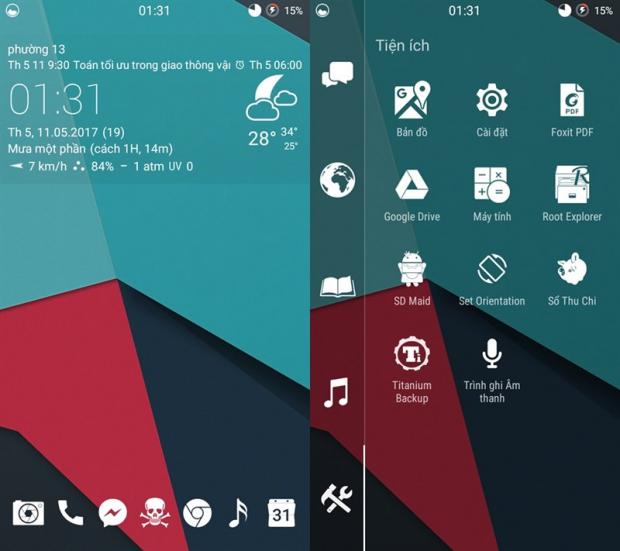 01:31
15%
phường 13
Th 5 11 9:30 Toán tối ưu trong giao thông vận Th 5 06:00
01:31
Th 5, 11.05.2017 (19)
28° 34°
25°
Mưa một phần (cách 1H, 14m)
7 km/h 84% – 1 atm UV 0
31
01:31
15%
Tiện ích
Bản đồ
Cài đặt
PDF
Foxit PDF
Google Drive
Máy tính
R
Root Explorer
SD Maid
Set Orientation
Sổ Thu Chi
Ti
Titanium
Backup
Trình ghi Âm
thanh